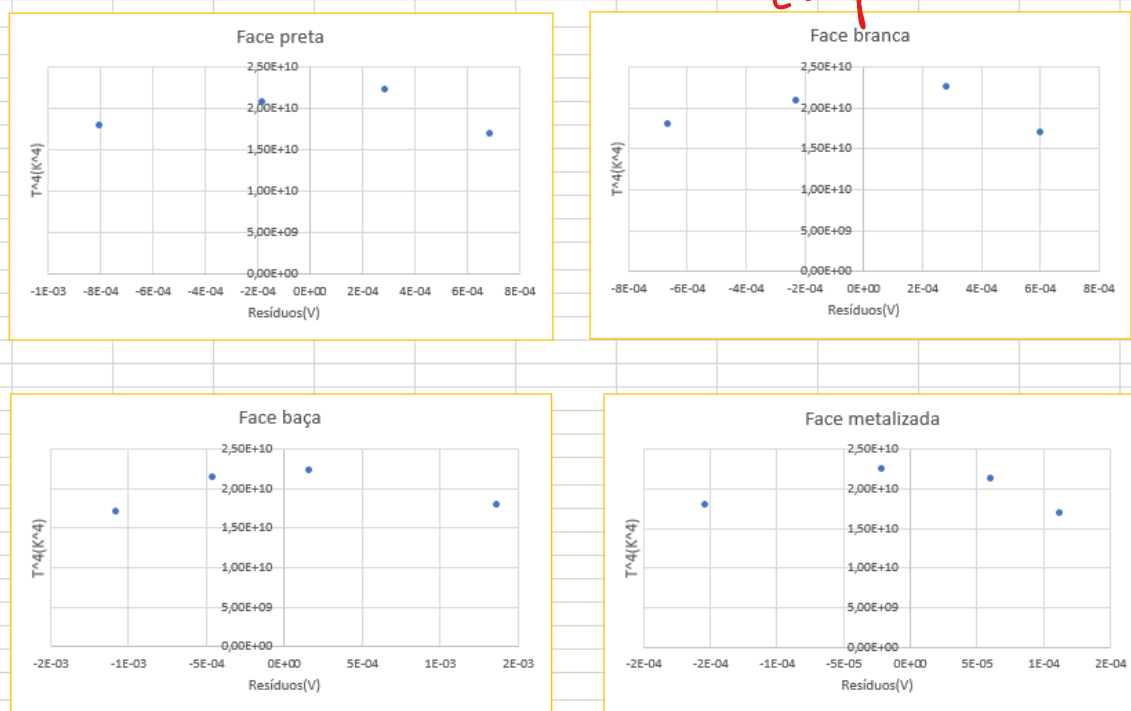 Face preta
2,50E+10
2,00E+10
1,50E+10
1,00E+10
5,00E+09
0,00E+00
T^4(K^4)
-1E-03 -8E-04 -6E-04 -4E-04 -2E-04 0E+00 2E-04 4E-04 6E-04 8E-04
Resíduos(V)
Face branca
2,50E+10
2,00E+10
1,50E+10
1,00E+10
5,00E+09
0,00E+00
T^4(K^4)
-8E-04 -6E-04 -4E-04 -2E-04 0E+00 2E-04 4E-04 6E-04 8E-04
Resíduos(V)
Face baça
2,50E+10
2,00E+10
1,50E+10
1,00E+10
5,00E+09
0,00E+00
T^4(K^4)
-2E-03 -1E-03 -5E-04 0E+00 5E-04 1E-03 2E-03
Resíduos(V)
Face metalizada
2,50E+10
2,00E+10
1,50E+10
1,00E+10
5,00E+09
0,00E+00
T^4(K^4)
-2E-04 -2E-04 -1E-04 -5E-05 0E+00 5E-05 1E-04 2E-04
Resíduos(V)